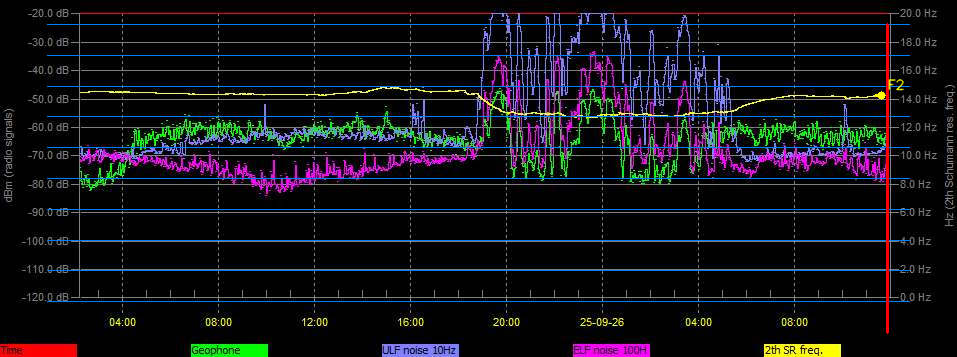 -20.0 dB 20.0 Hz
-30.0 dB 18.0 Hz
-40.0 dB 16.0 Hz
-50.0 dB F2 14.0 Hz
-60.0 dB 12.0 Hz
-70.0 dB 10.0 Hz
-80.0 dB 8.0 Hz
-90.0 dB 6.0 Hz
-100.0 dB 4.0 Hz
-110.0 dB 2.0 Hz
-120.0 dB 0.0 Hz
dBm (radio signals)
Hz (2th Schumann res. freq.)
04:00 08:00 12:00 16:00 20:00 25-09-26 04:00 08:00
Time Geophone ULF noise 10Hz ELF noise 100H 2th SR freq.